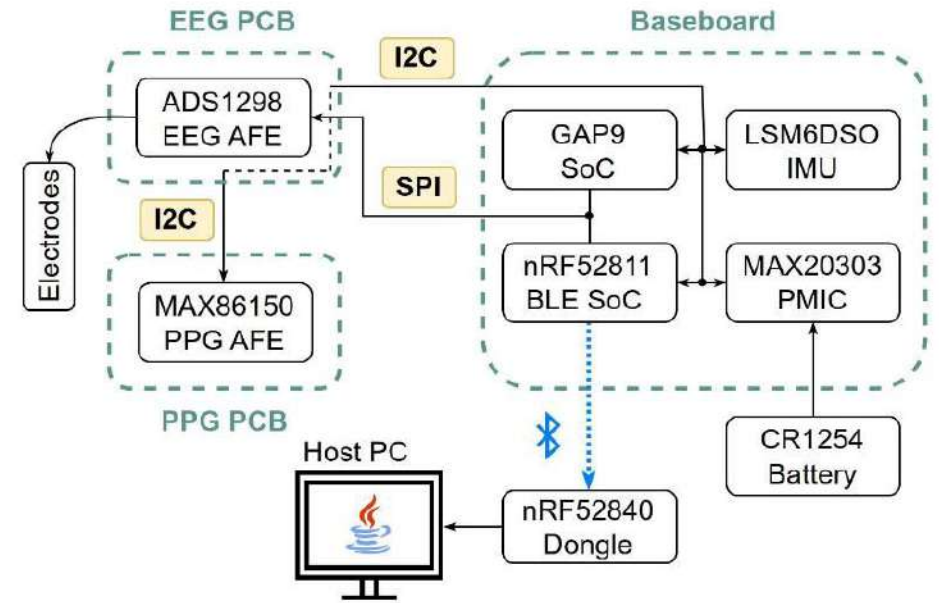 EEG PCB
Baseboard
I2C
ADS1298
EEG AFE
GAP9
SoC
LSM6DSO
IMU
SPI
Electrodes
I2C
nRF52811
BLE SoC
MAX20303
PMIC
MAX86150
PPG AFE
PPG PCB
CR1254
Battery
Host PC
nRF52840
Dongle